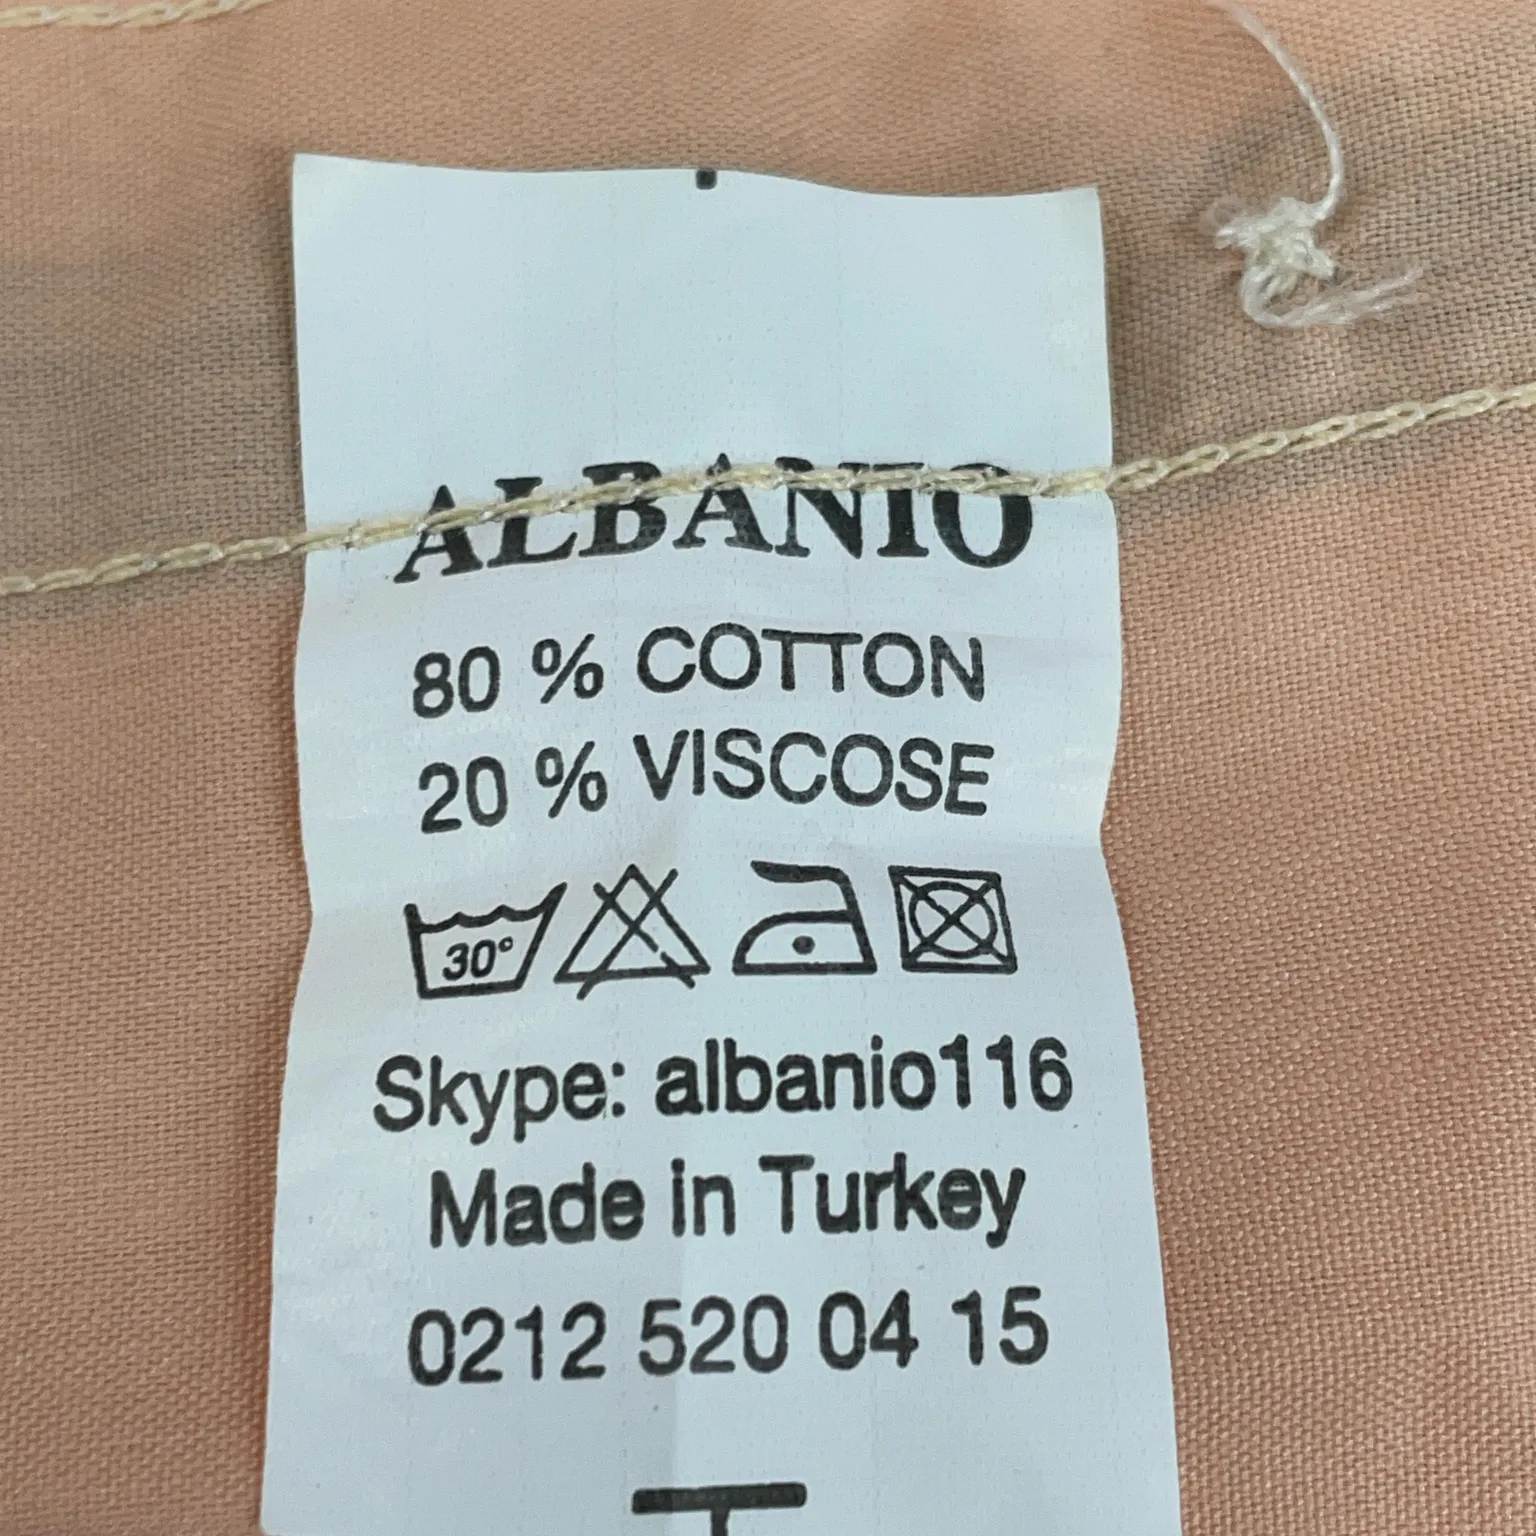 ALBANIO
80 % COTTON
20 % VISCOSE
30°
Skype: albanio116
Made in Turkey
0212 520 04 15